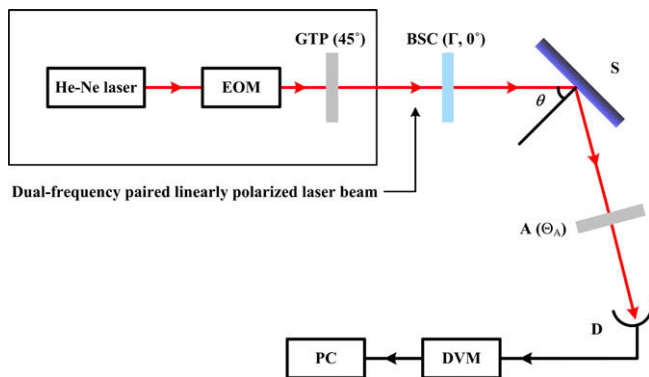 GTP (45°)
BSC (Γ, 0°)
S
He-Ne laser
EOM
θ
Dual-frequency paired linearly polarized laser beam
A (Θ_A)
D
PC
DVM